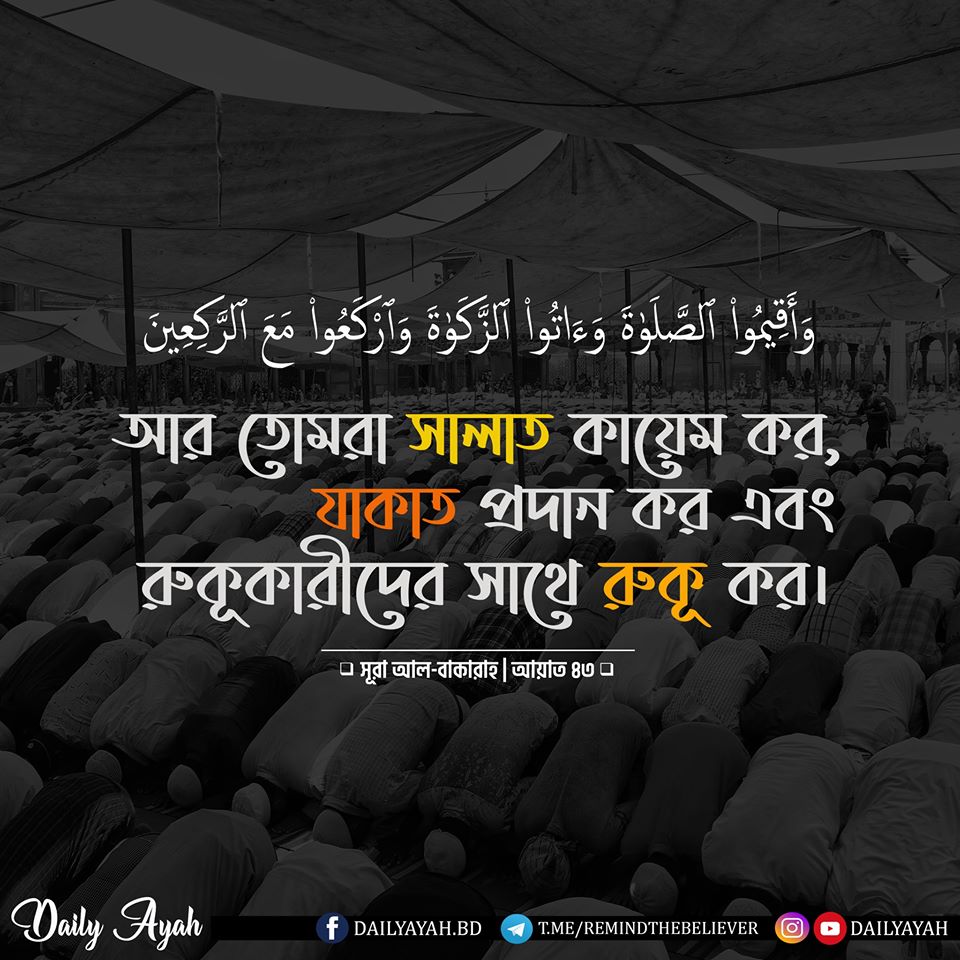 وَأَقِيمُوا۟ ٱلصَّلَوٰةَ وَءَاتُوا۟ ٱلزَّكَوٰةَ وَٱرْكَعُوا۟ مَعَ ٱلرَّٰكِعِينَ
আর তোমরা সালাত কায়েম কর,
যাকাত প্রদান কর এবং
রুকূকারীদের সাথে রুকূ কর।
❑ সূরা আল-বাকারাহ | আয়াত ৪৩ ❑
Daily Ayah
DAILYAYAH.BD T.ME/REMINDTHEBELIEVER DAILYAYAH